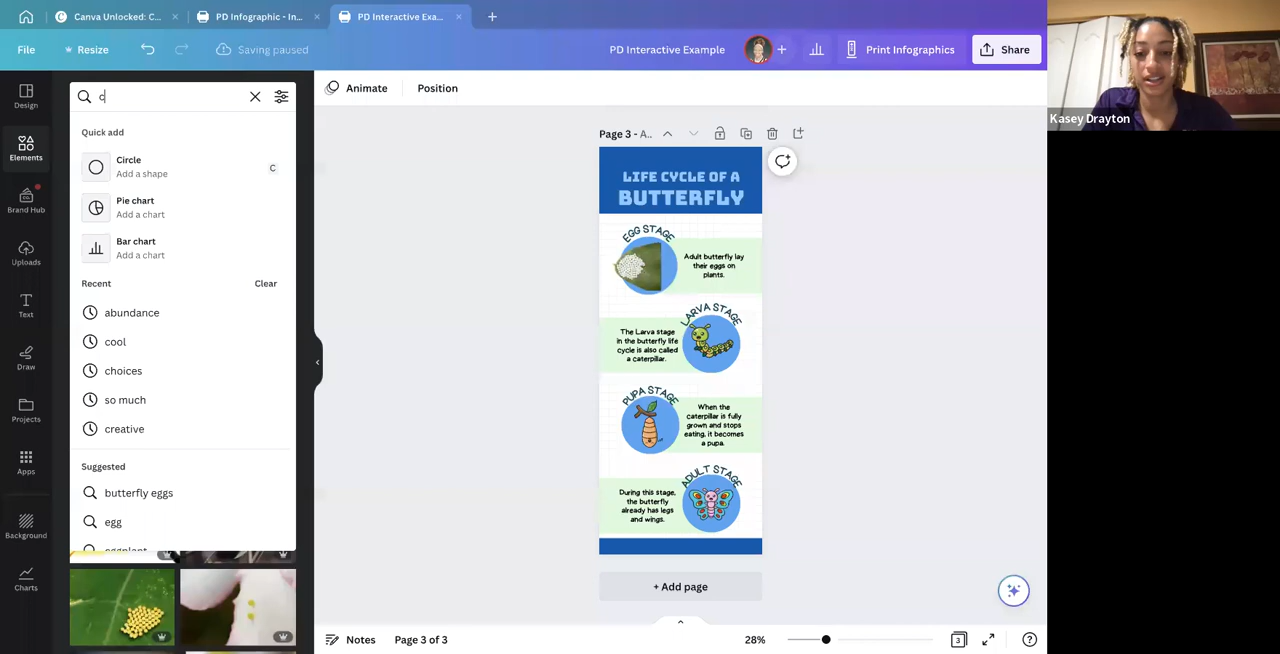 Canva Unlocked: C...
PD Infographic - In...
PD Interactive Exa...
File
Resize
Saving paused
PD Interactive Example
Print Infographics
Share
Kasey Drayton
Design
Elements
Brand Hub
Uploads
Text
Draw
Projects
Apps
Background
Charts
c
Quick add
Circle
Add a shape
C
Pie chart
Add a chart
Bar chart
Add a chart
Recent
Clear
abundance
cool
choices
so much
creative
Suggested
butterfly eggs
egg
eggplant
Animate
Position
Page 3 - A..
LIFE CYCLE OF A
BUTTERFLY
EGG STAGE
Adult butterfly lay
their eggs on
plants.
LARVA STAGE
The Larva stage
in the butterfly life
cycle is also called
a caterpillar.
PUPA STAGE
When the
caterpillar is fully
grown and stops
eating, it becomes
a pupa.
ADULT STAGE
During this stage,
the butterfly
already has legs
and wings.
+ Add page
Notes
Page 3 of 3
28%
3